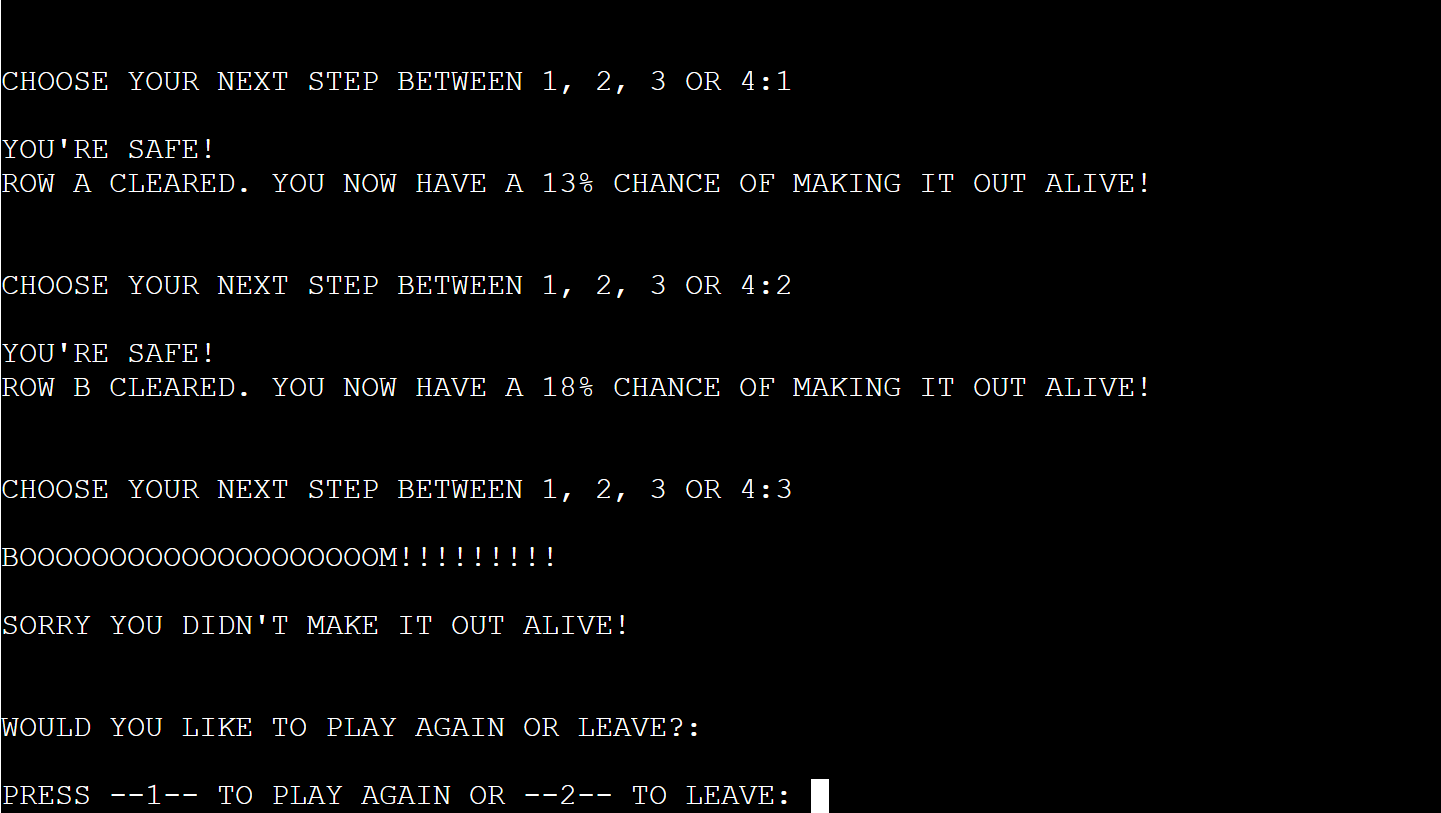 CHOOSE YOUR NEXT STEP BETWEEN 1, 2, 3 OR 4:1
YOU'RE SAFE!
ROW A CLEARED. YOU NOW HAVE A 13% CHANCE OF MAKING IT OUT ALIVE!
CHOOSE YOUR NEXT STEP BETWEEN 1, 2, 3 OR 4:2
YOU'RE SAFE!
ROW B CLEARED. YOU NOW HAVE A 18% CHANCE OF MAKING IT OUT ALIVE!
CHOOSE YOUR NEXT STEP BETWEEN 1, 2, 3 OR 4:3
BOOOOOOOOOOOOOOOOOOOOM!!!!!!!!!
SORRY YOU DIDN'T MAKE IT OUT ALIVE!
WOULD YOU LIKE TO PLAY AGAIN OR LEAVE?:
PRESS --1-- TO PLAY AGAIN OR --2-- TO LEAVE: